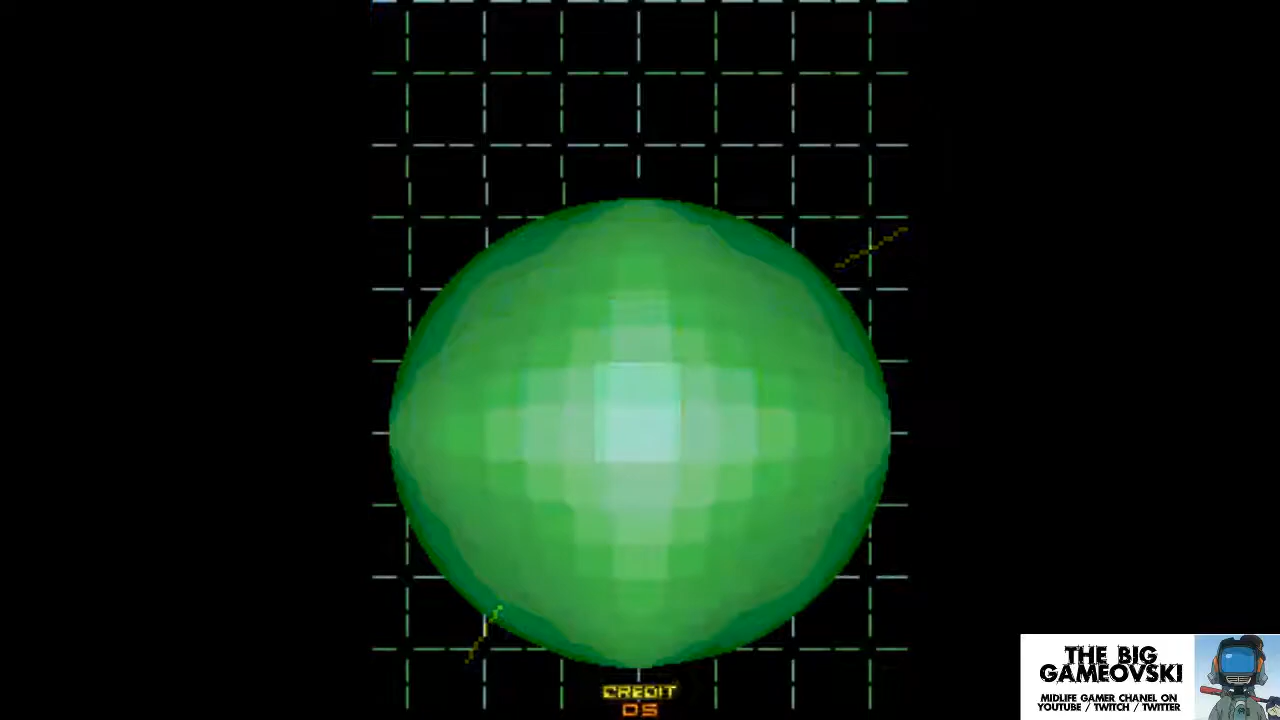 CREDIT
05
THE BIG
GAMEOVSKI
MIDLIFE GAMER CHANEL ON
YOUTUBE / TWITCH / TWITTER